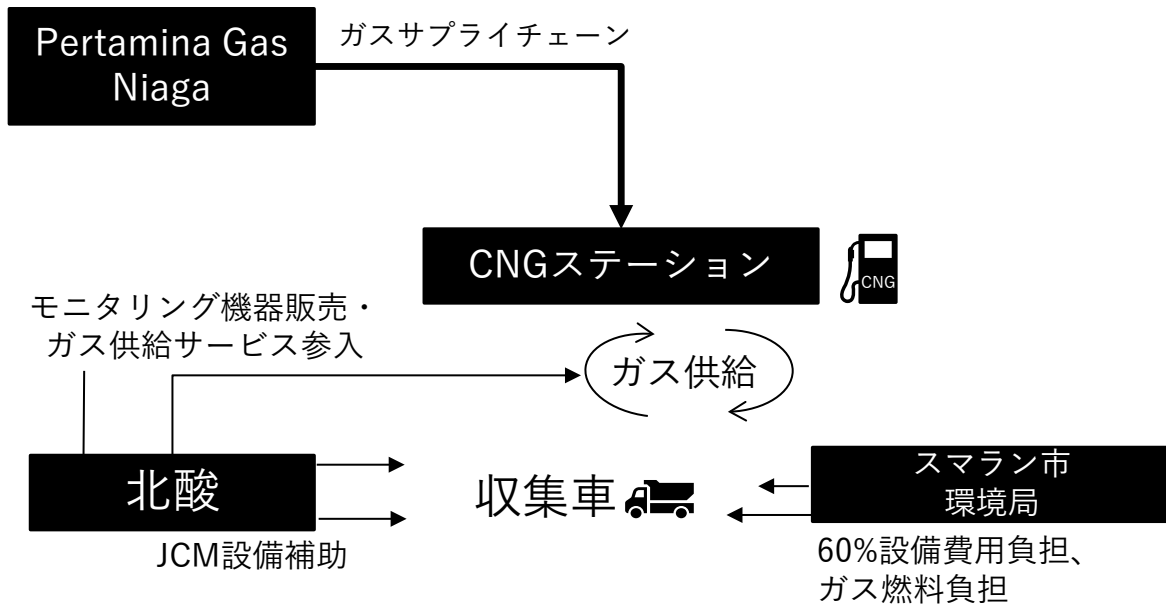 Pertamina Gas
Niaga
ガスサプライチェーン
CNGステーション
CNG
モニタリング機器販売・
ガス供給サービス参入
ガス供給
北酸
収集車
スマラン市
環境局
JCM設備補助
60%設備費用負担、
ガス燃料負担